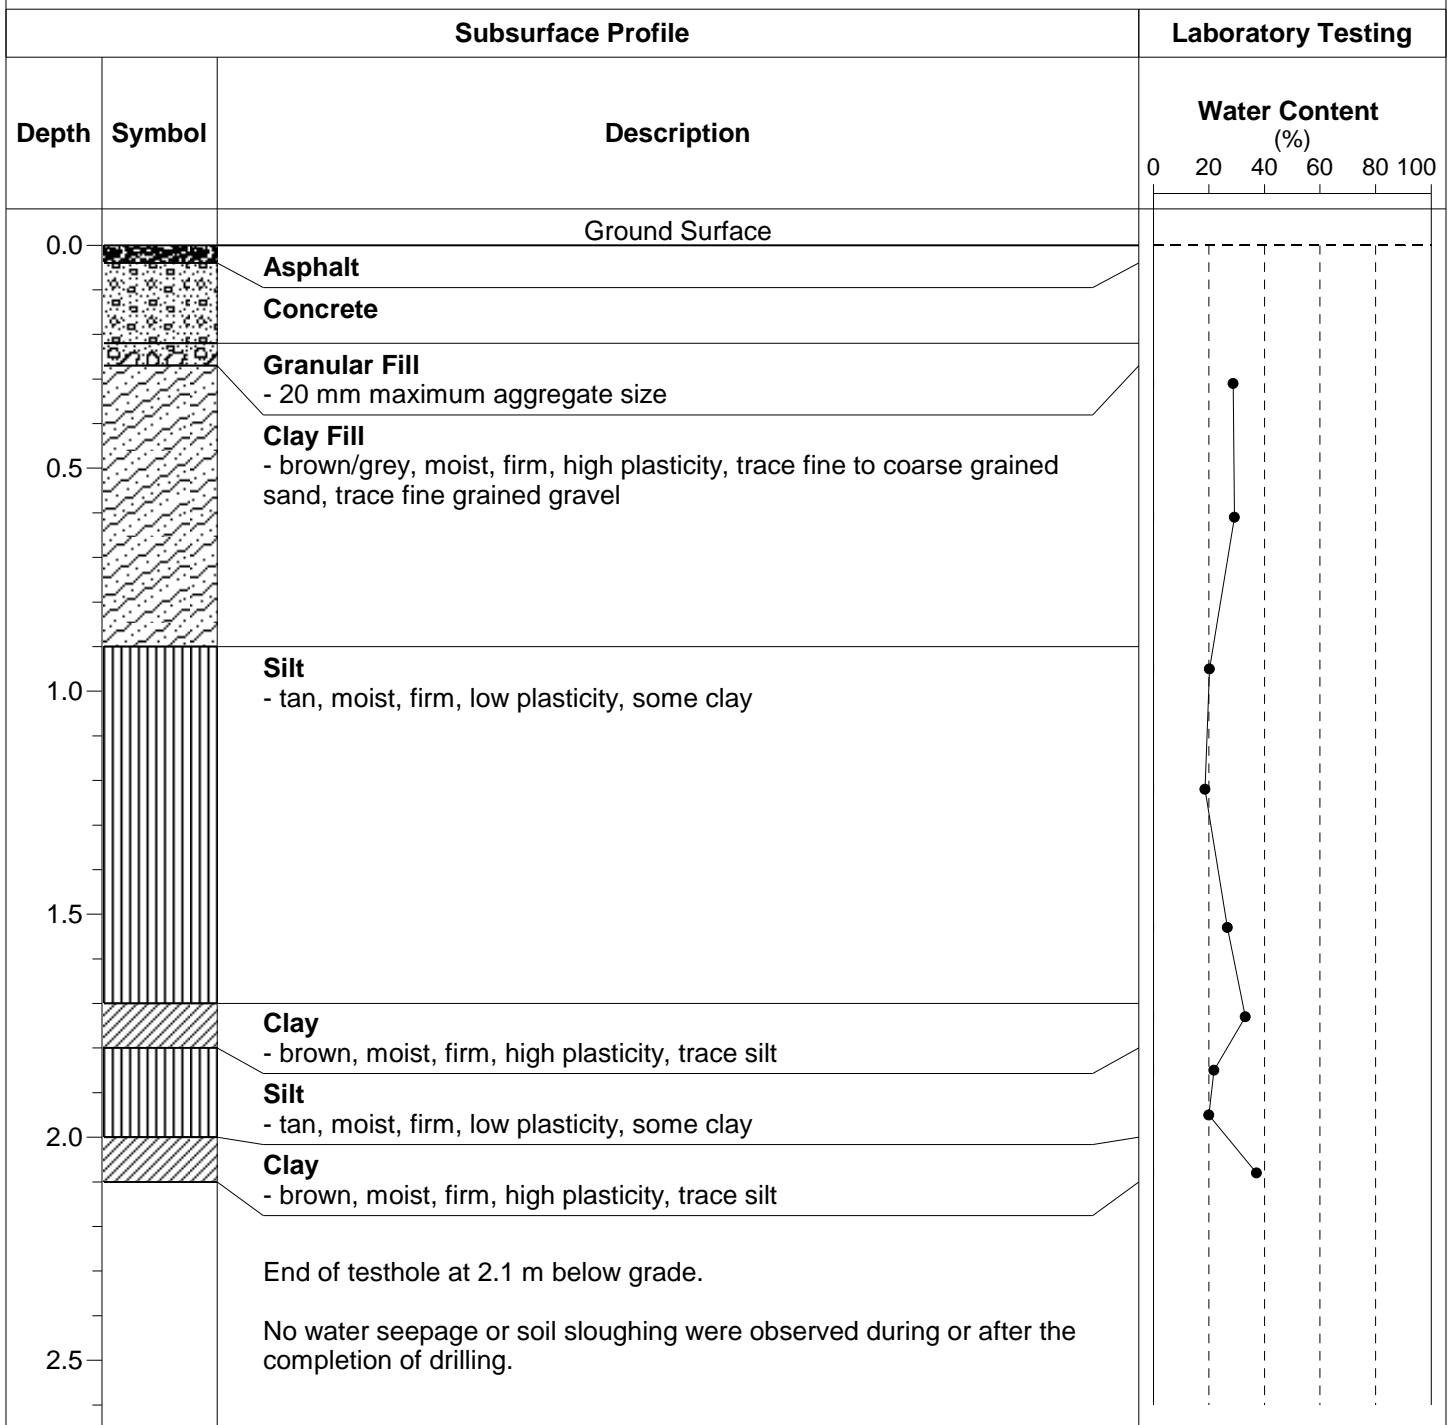 Subsurface Profile
Laboratory Testing
Depth
Symbol
Description
Water Content
(%)
0 20 40 60 80 100
Ground Surface
0.0
Asphalt
Concrete
Granular Fill
- 20 mm maximum aggregate size
Clay Fill
- brown/grey, moist, firm, high plasticity, trace fine to coarse grained
sand, trace fine grained gravel
0.5
Silt
- tan, moist, firm, low plasticity, some clay
1.0
1.5
Clay
- brown, moist, firm, high plasticity, trace silt
Silt
- tan, moist, firm, low plasticity, some clay
2.0
Clay
- brown, moist, firm, high plasticity, trace silt
End of testhole at 2.1 m below grade.
No water seepage or soil sloughing were observed during or after the
completion of drilling.
2.5